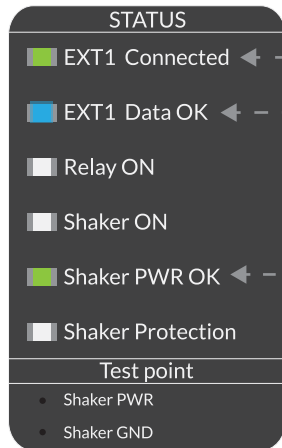 STATUS
EXT1 Connected
EXT1 Data OK
Relay ON
Shaker ON
Shaker PWR OK
Shaker Protection
Test point
Shaker PWR
Shaker GND